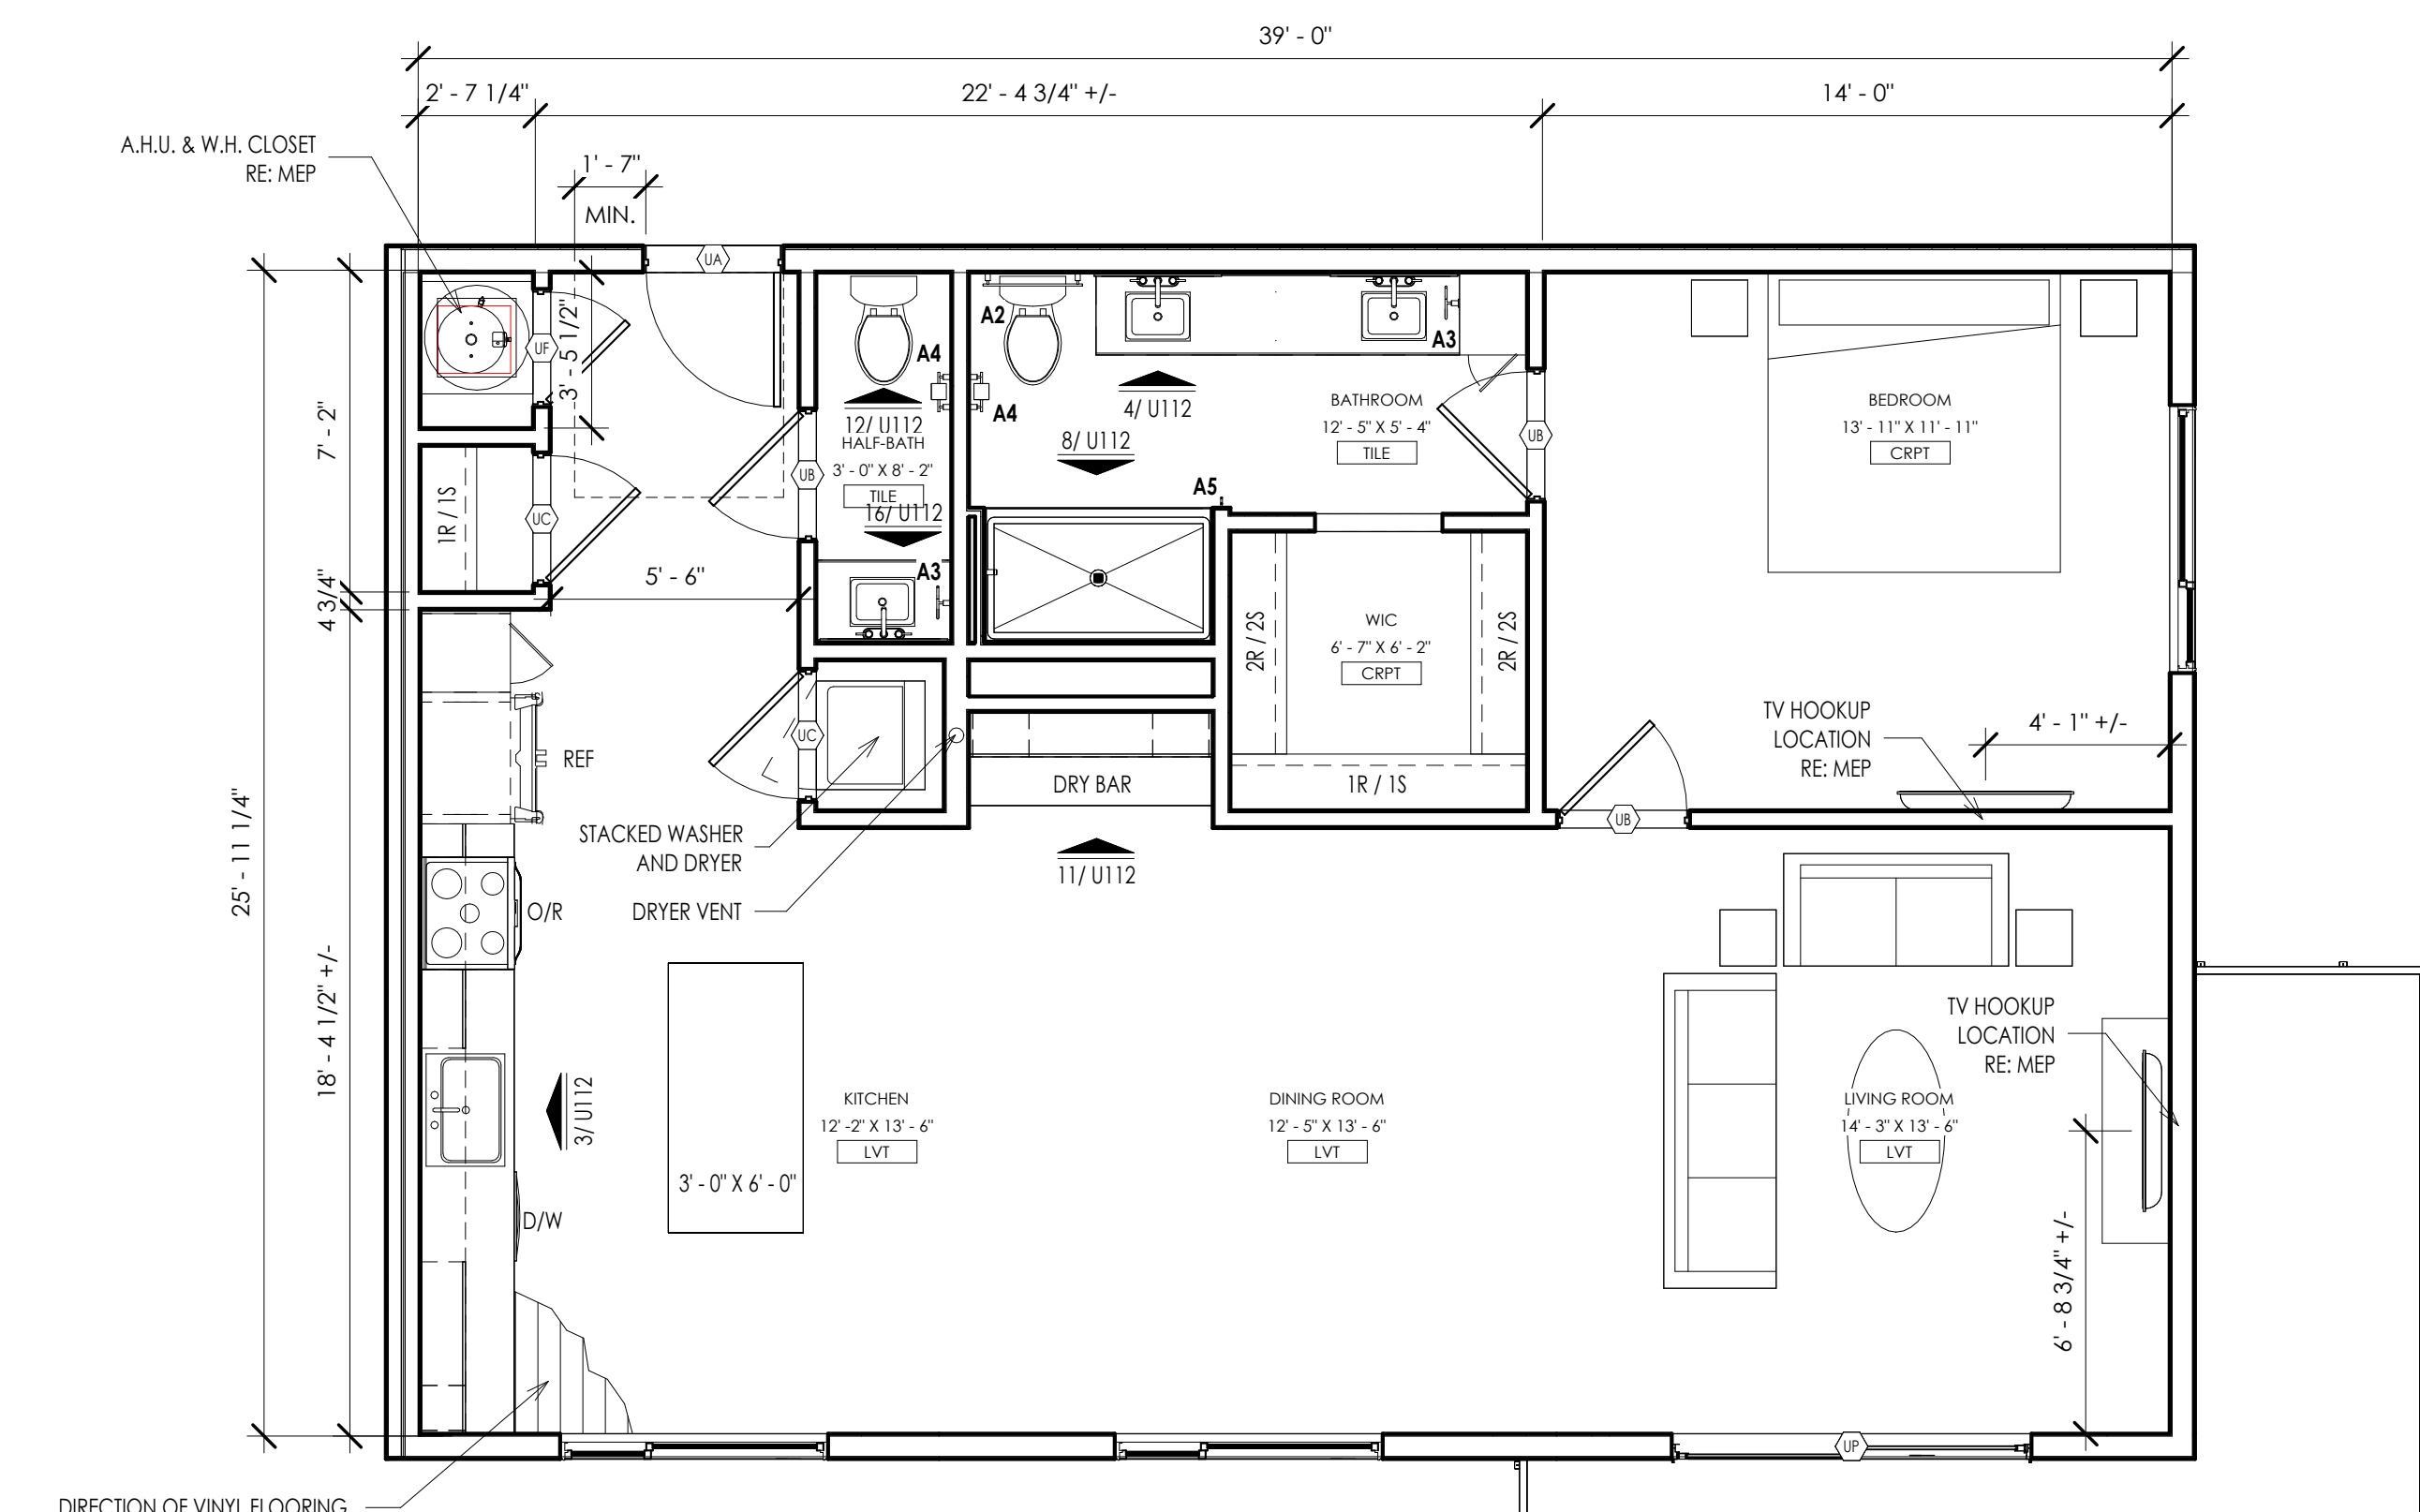 39' - 0"
2' - 7 1/4"
22' - 4 3/4" +/-
14' - 0"
A.H.U. & W.H. CLOSET
RE: MEP
1' - 7"
MIN.
UA
A2
A3
A4
UF
3' - 5 1/2"
4/ U112
A4
12/ U112
HALF-BATH
3' - 0" X 8' - 2"
TILE
16/ U112
8/ U112
BATHROOM
12' - 5" X 5' - 4"
TILE
UB
BEDROOM
13' - 11" X 11' - 11"
CRPT
7' - 2"
UB
A5
1R / 1S
UC
A3
5' - 6"
4 3/4"
2R / 2S
WIC
6' - 7" X 6' - 2"
CRPT
2R / 2S
TV HOOKUP
LOCATION
RE: MEP
4' - 1" +/-
REF
UC
DRY BAR
1R / 1S
UB
STACKED WASHER
AND DRYER
25' - 11 1/4"
11/ U112
O/R
DRYER VENT
18' - 4 1/2" +/-
TV HOOKUP
LOCATION
RE: MEP
3/ U112
KITCHEN
12' -2" X 13' - 6"
LVT
DINING ROOM
12' - 5" X 13' - 6"
LVT
LIVING ROOM
14' - 3" X 13' - 6"
LVT
3' - 0" X 6' - 0"
D/W
6' - 8 3/4" +/-
UP
DIRECTION OF VINYL FLOORING